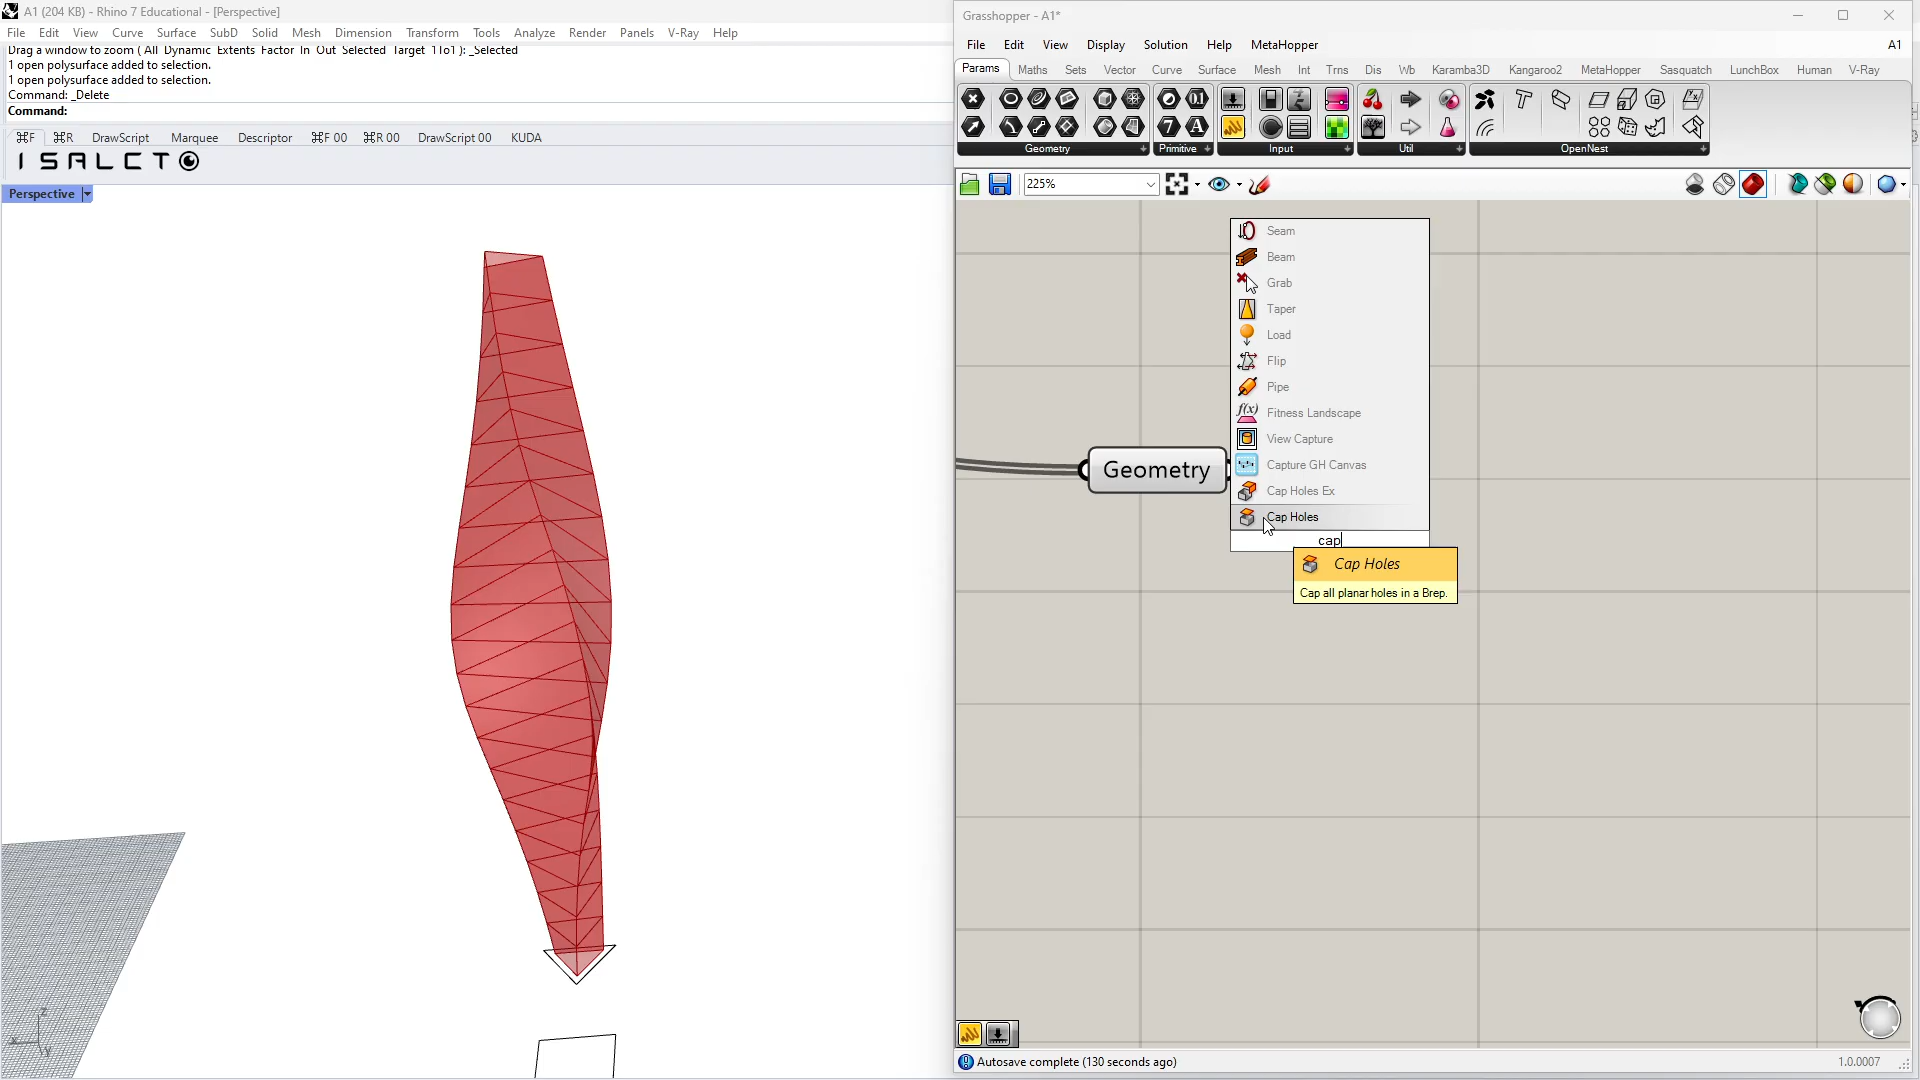 A1 (204 KB) - Rhino 7 Educational - [Perspective]
File Edit View Curve Surface SubD Solid Mesh Dimension Transform Tools Analyze Render Panels V-Ray Help
Drag a window to zoom ( All Dynamic Extents Factor In Out Selected Target 1To1 ): _Selected
1 open polysurface added to selection.
1 open polysurface added to selection.
Command: _Delete
Command:
⌘F ⌘R DrawScript Marquee Descriptor ⌘F 00 ⌘R 00 DrawScript 00 KUDA
Perspective
z
x
y
Grasshopper - A1*
File Edit View Display Solution Help MetaHopper A1
Params Maths Sets Vector Curve Surface Mesh Int Trns Dis Wb Karamba3D Kangaroo2 MetaHopper Sasquatch LunchBox Human V-Ray
Geometry Primitive Input Util OpenNest
225%
Seam
Beam
Grab
Taper
Load
Flip
Pipe
f(x) Fitness Landscape
View Capture
Capture GH Canvas
Cap Holes Ex
Cap Holes
cap
Cap Holes
Cap all planar holes in a Brep.
Geometry
Autosave complete (130 seconds ago)
1.0.0007